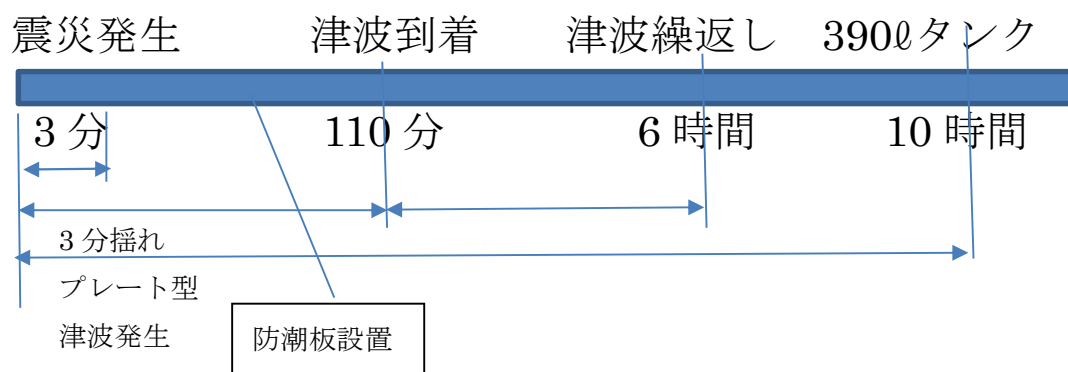 震災発生 津波到着 津波繰返し 390ℓタンク
3分 110分 6時間 10時間
3分揺れ
プレート型
津波発生
防潮板設置